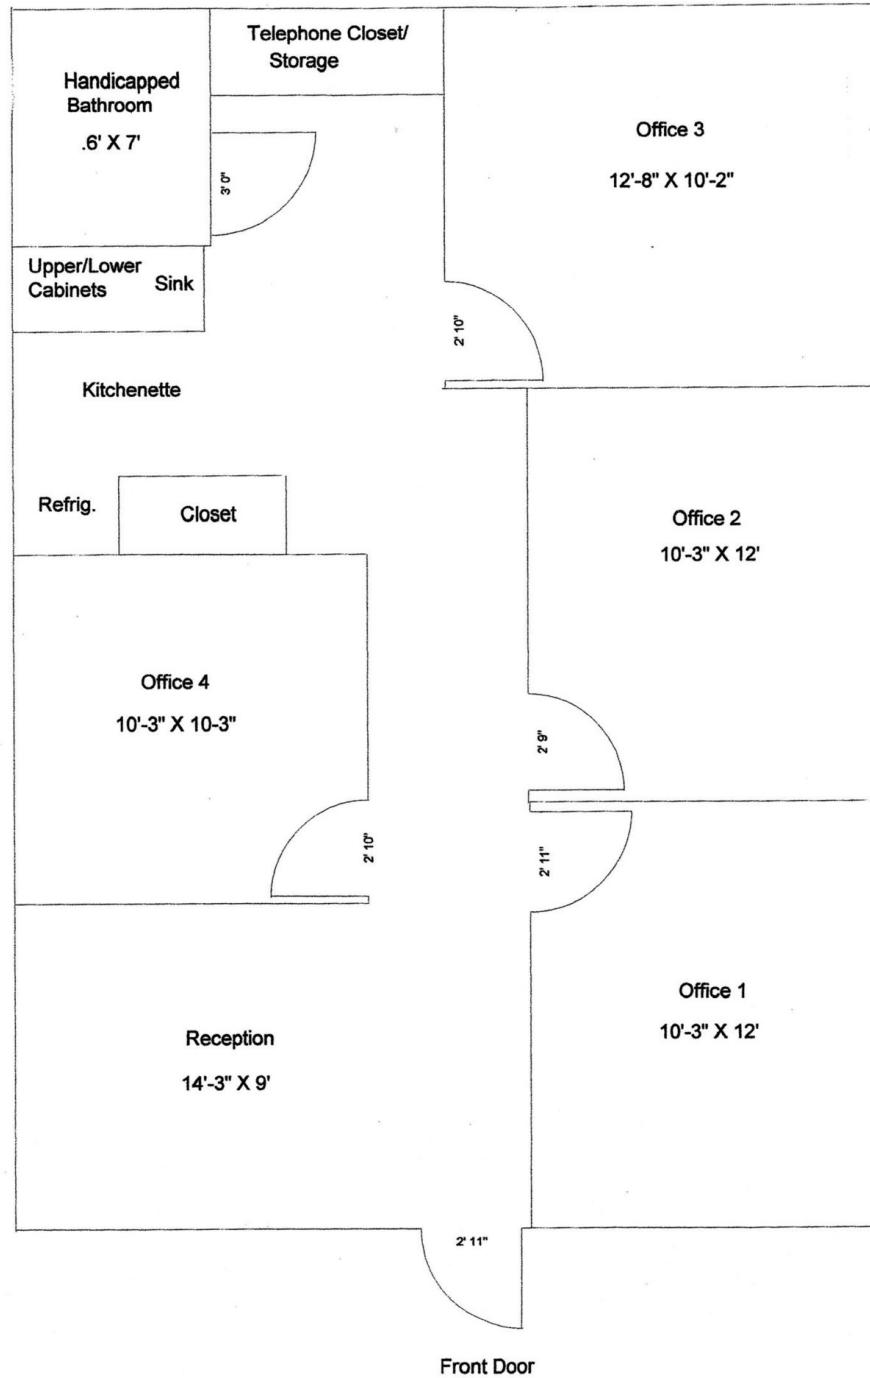 Telephone Closet/
Storage
Handicapped
Bathroom
.6' X 7'
3' 0"
Office 3
12'-8" X 10'-2"
Upper/Lower
Cabinets
Sink
2' 10"
Kitchenette
Refrig.
Closet
Office 2
10'-3" X 12'
Office 4
10'-3" X 10-3"
2' 9"
2' 10"
2' 11"
Office 1
10'-3" X 12'
Reception
14'-3" X 9'
2' 11"
Front Door